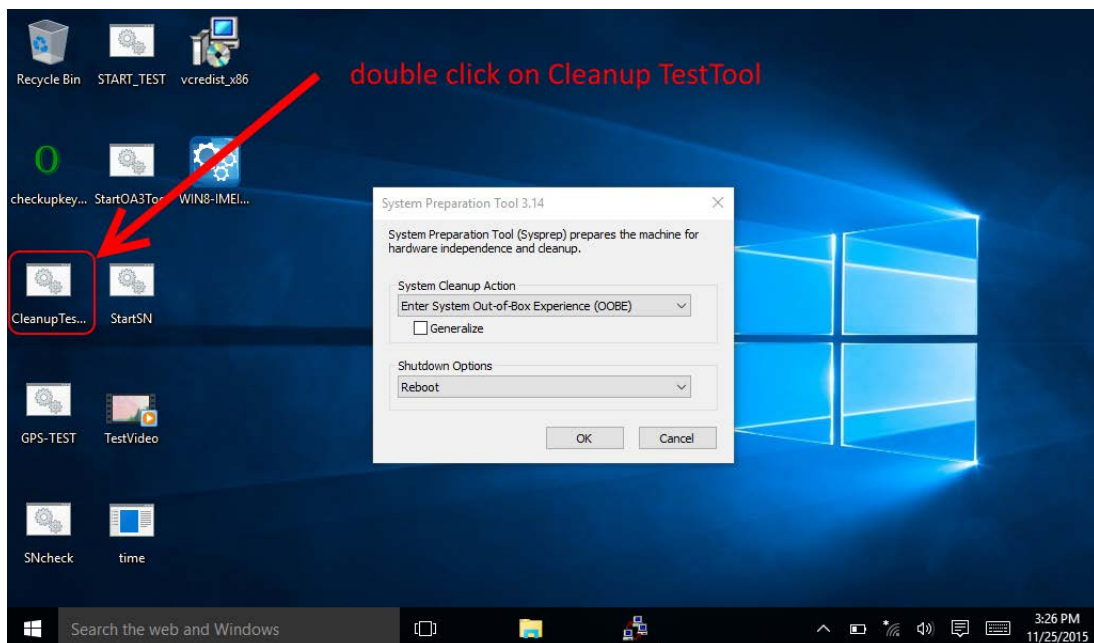 double click on Cleanup TestTool
Recycle Bin
START_TEST
vcredist_x86
checkupkey...
StartOA3Too
WIN8-IMEI...
CleanupTes...
StartSN
GPS-TEST
TestVideo
SNcheck
time
System Preparation Tool 3.14
System Preparation Tool (Sysprep) prepares the machine for
hardware independence and cleanup.
System Cleanup Action
Enter System Out-of-Box Experience (OOBE)
Generalize
Shutdown Options
Reboot
OK
Cancel
Search the web and Windows
3:26 PM
11/25/2015